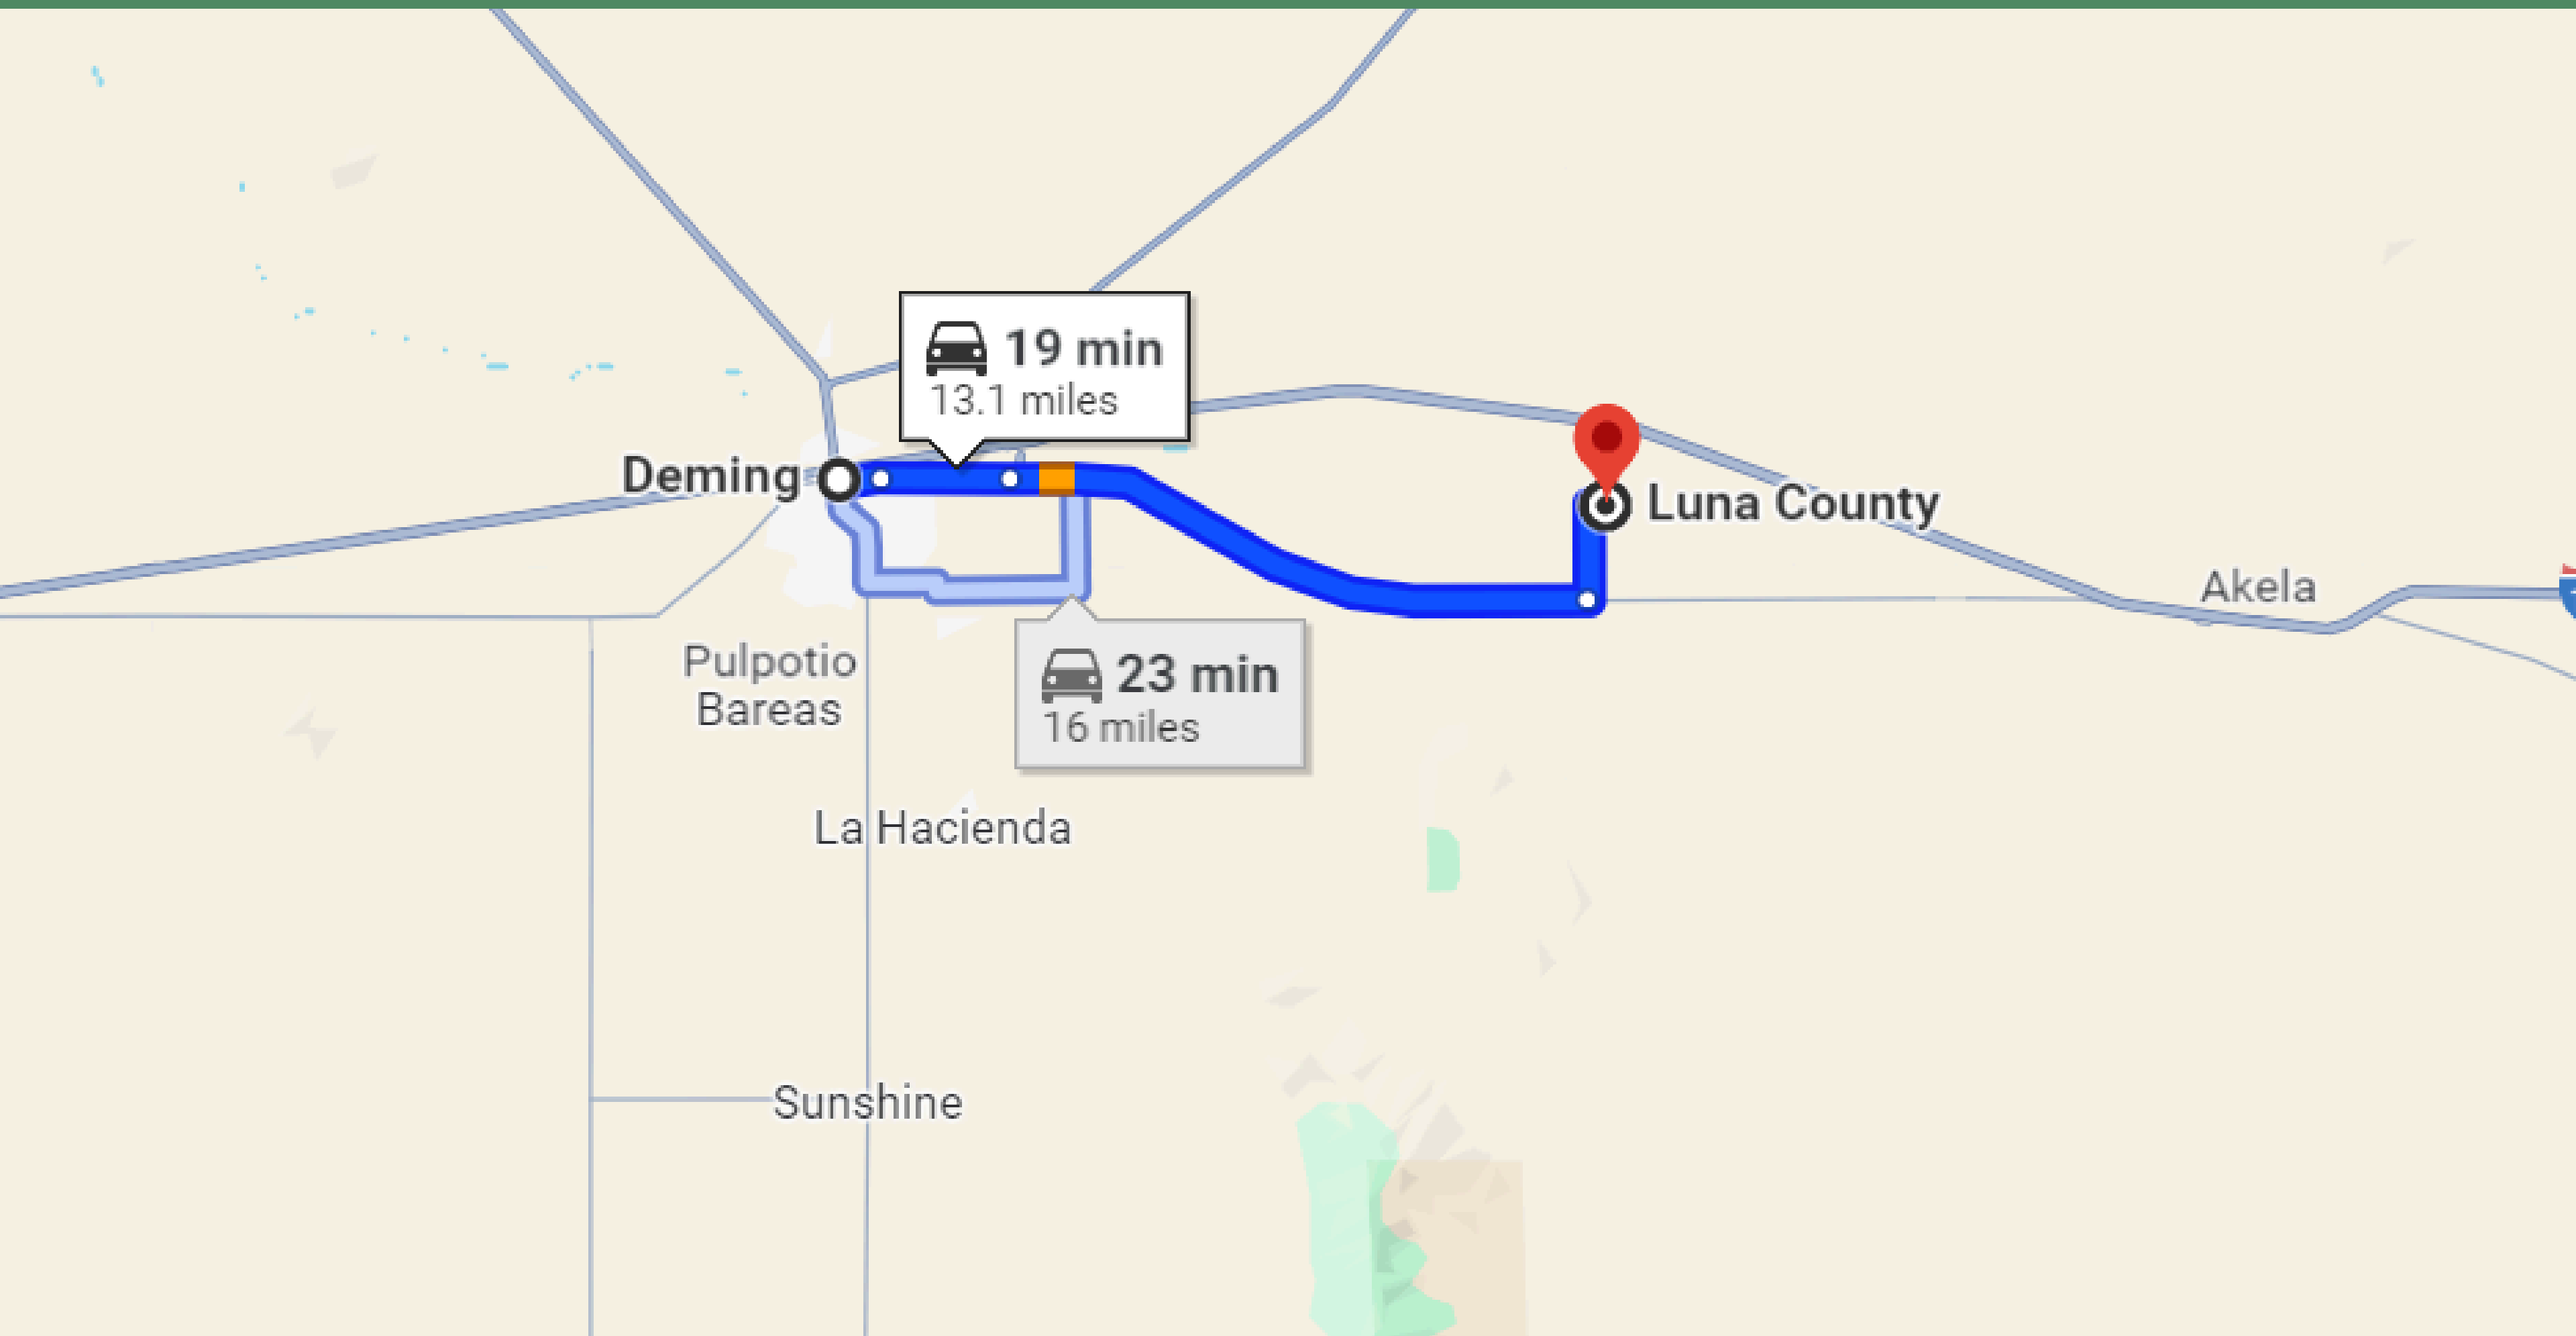 19 min
13.1 miles
Deming
Luna County
Akela
Pulpotio
Bareas
23 min
16 miles
La Hacienda
Sunshine